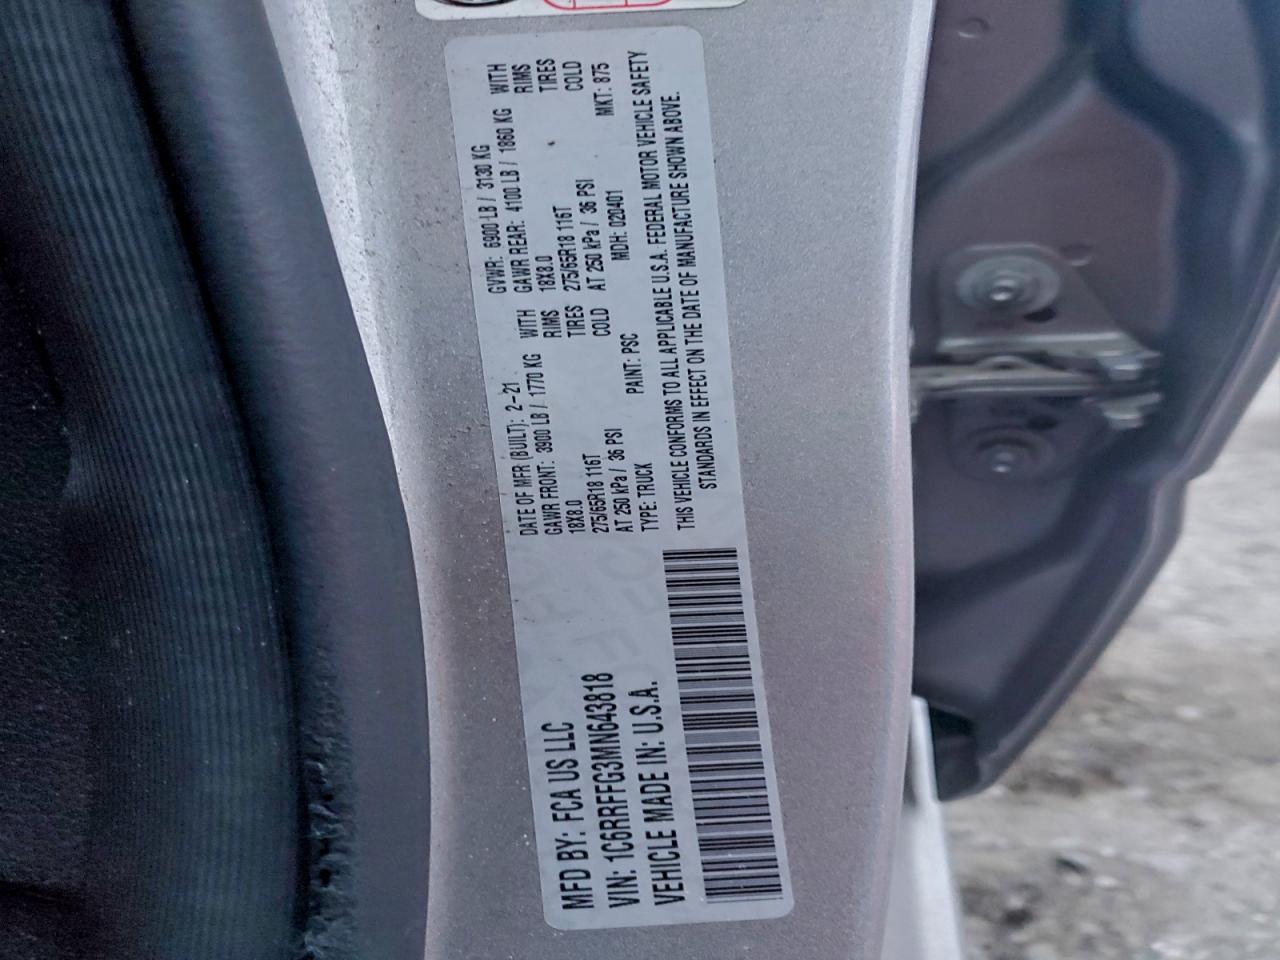 MFD BY: FCA US LLC
DATE OF MFR (BUILT): 2-21 GVWR: 6900 LB / 3130 KG
GAWR FRONT: 3900 LB / 1770 KG WITH GAWR REAR: 4100 LB / 1860 KG WITH
18X8.0 RIMS 18X8.0 RIMS
275/65R18 116T TIRES 275/65R18 116T TIRES
AT 250 kPa / 36 PSI COLD AT 250 kPa / 36 PSI COLD
VIN: 1C6RRFFG3MN643818
TYPE: TRUCK PAINT: PSC MDH: 020401 MKT: 875
VEHICLE MADE IN: U.S.A.
THIS VEHICLE CONFORMS TO ALL APPLICABLE U.S.A. FEDERAL MOTOR VEHICLE SAFETY
STANDARDS IN EFFECT ON THE DATE OF MANUFACTURE SHOWN ABOVE.